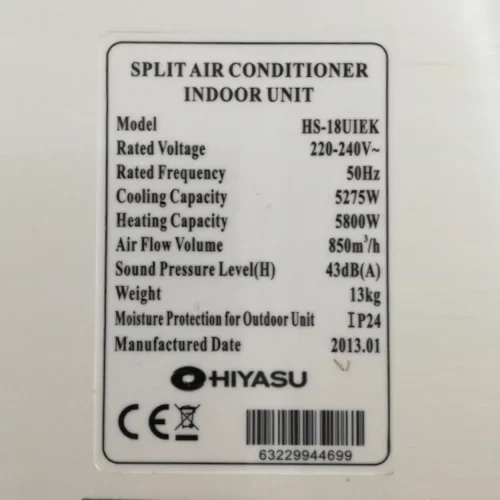 SPLIT AIR CONDITIONER
INDOOR UNIT
Model HS-18UIEK
Rated Voltage 220-240V~
Rated Frequency 50Hz
Cooling Capacity 5275W
Heating Capacity 5800W
Air Flow Volume 850m³/h
Sound Pressure Level(H) 43dB(A)
Weight 13kg
Moisture Protection for Outdoor Unit IP24
Manufactured Date 2013.01
HIYASU
CE
63229944699